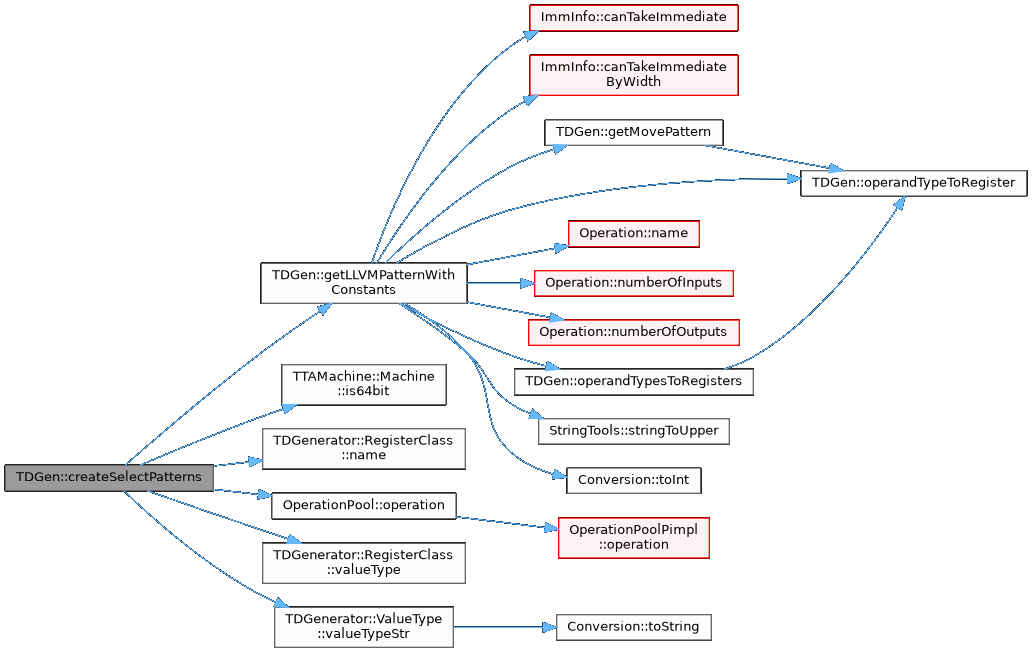 ImmInfo::canTakeImmediate
ImmInfo::canTakeImmediate
ByWidth
TDGen::getMovePattern
TDGen::operandTypeToRegister
Operation::name
TDGen::getLLVMPatternWith
Constants
Operation::numberOfInputs
Operation::numberOfOutputs
TDGen::operandTypesToRegisters
TTAMachine::Machine
::is64bit
StringTools::stringToUpper
TDGenerator::RegisterClass
::name
TDGen::createSelectPatterns
Conversion::toInt
OperationPool::operation
OperationPoolPimpl
::operation
TDGenerator::RegisterClass
::valueType
TDGenerator::ValueType
::valueTypeStr
Conversion::toString